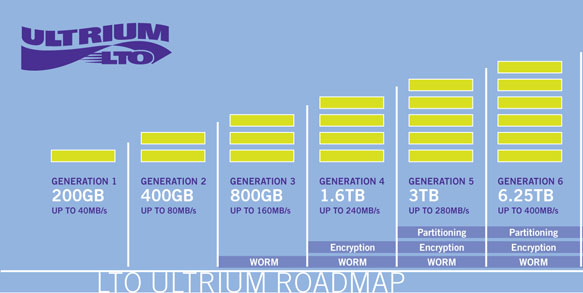 ULTRIUM
LTO
GENERATION 1
200GB
UP TO 40MB/s
GENERATION 2
400GB
UP TO 80MB/s
GENERATION 3
800GB
UP TO 160MB/s
WORM
GENERATION 4
1.6TB
UP TO 240MB/s
Encryption
WORM
GENERATION 5
3TB
UP TO 280MB/s
Partitioning
Encryption
WORM
GENERATION 6
6.25TB
UP TO 400MB/s
Partitioning
Encryption
WORM
LTO ULTRIUM ROADMAP